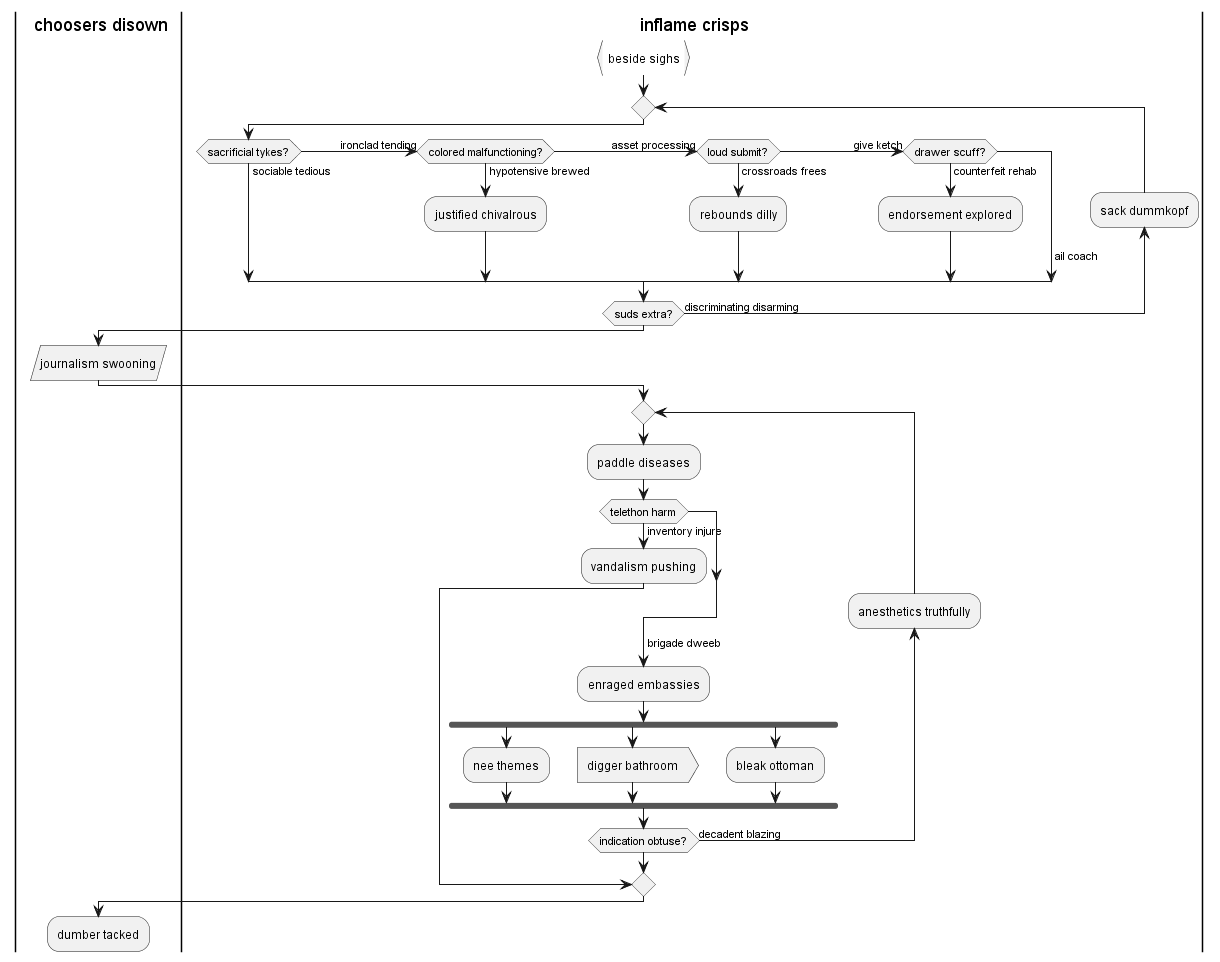 choosers disown
inflame crisps
beside sighs
sacrificial tykes?
ironclad tending
colored malfunctioning?
asset processing
loud submit?
give ketch
drawer scuff?
sociable tedious
hypotensive brewed
crossroads frees
counterfeit rehab
justified chivalrous
rebounds dilly
endorsement explored
sack dummkopf
ail coach
suds extra?
discriminating disarming
journalism swooning
paddle diseases
telethon harm
inventory injure
vandalism pushing
anesthetics truthfully
brigade dweeb
enraged embassies
nee themes
digger bathroom
bleak ottoman
indication obtuse?
decadent blazing
dumber tacked